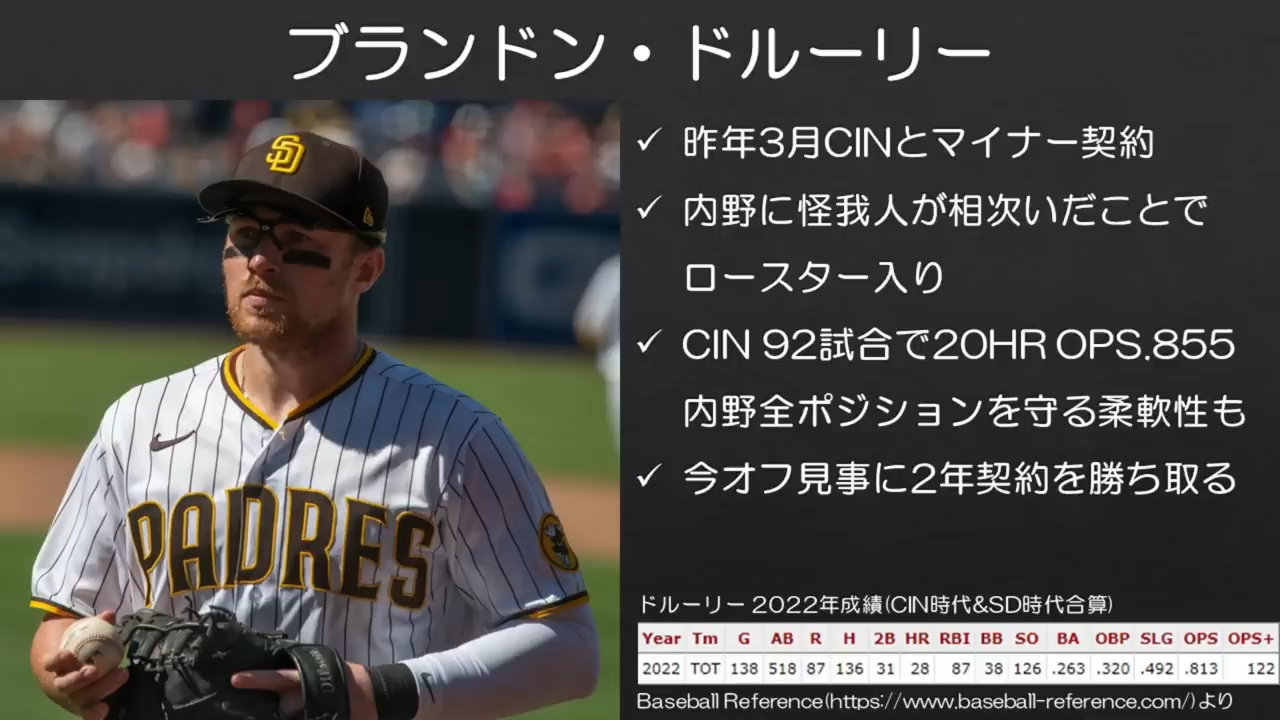 ブランドン・ドルーリー
✓ 昨年3月CINとマイナー契約
✓ 内野に怪我人が相次いだことで
ロースター入り
✓ CIN 92試合で20HR OPS.855
内野全ポジションを守る柔軟性も
✓ 今オフ見事に2年契約を勝ち取る
SD
PADRES
ドルーリー 2022年成績(CIN時代&SD時代合算)
Year Tm G AB R H 2B HR RBI BB SO BA OBP SLG OPS OPS+
2022 TOT 138 518 87 136 31 28 87 38 126 .263 .320 .492 .813 122
Baseball Reference(https://www.baseball-reference.com/)より